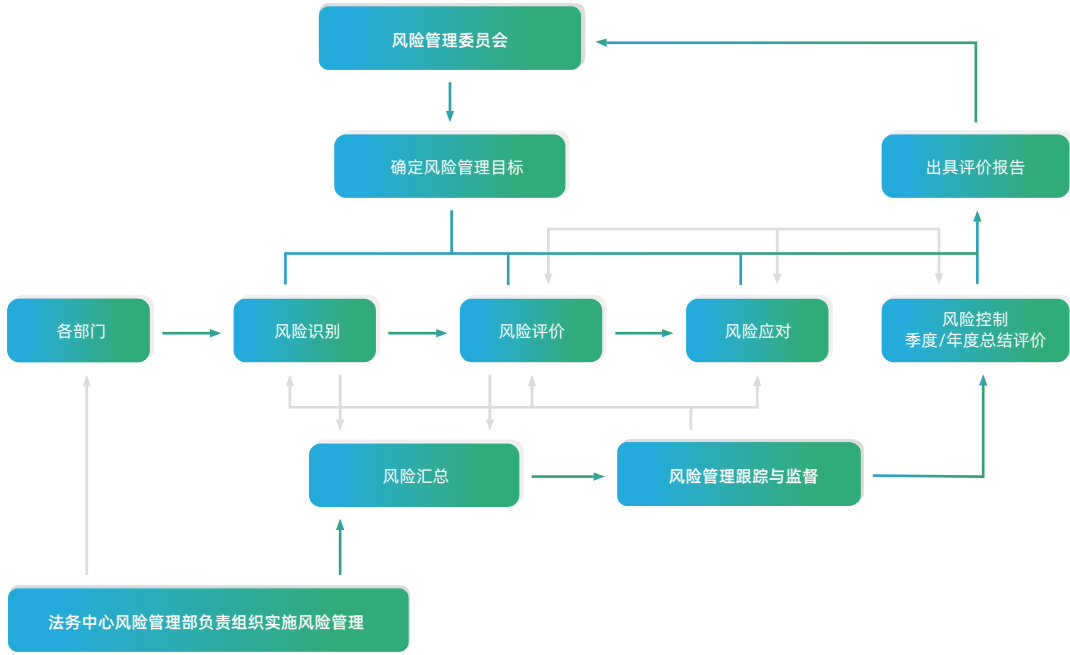 风险管理委员会
确定风险管理目标
出具评价报告
各部门
风险识别
风险评价
风险应对
风险控制
季度/年度总结评价
风险汇总
风险管理跟踪与监督
法务中心风险管理部负责组织实施风险管理